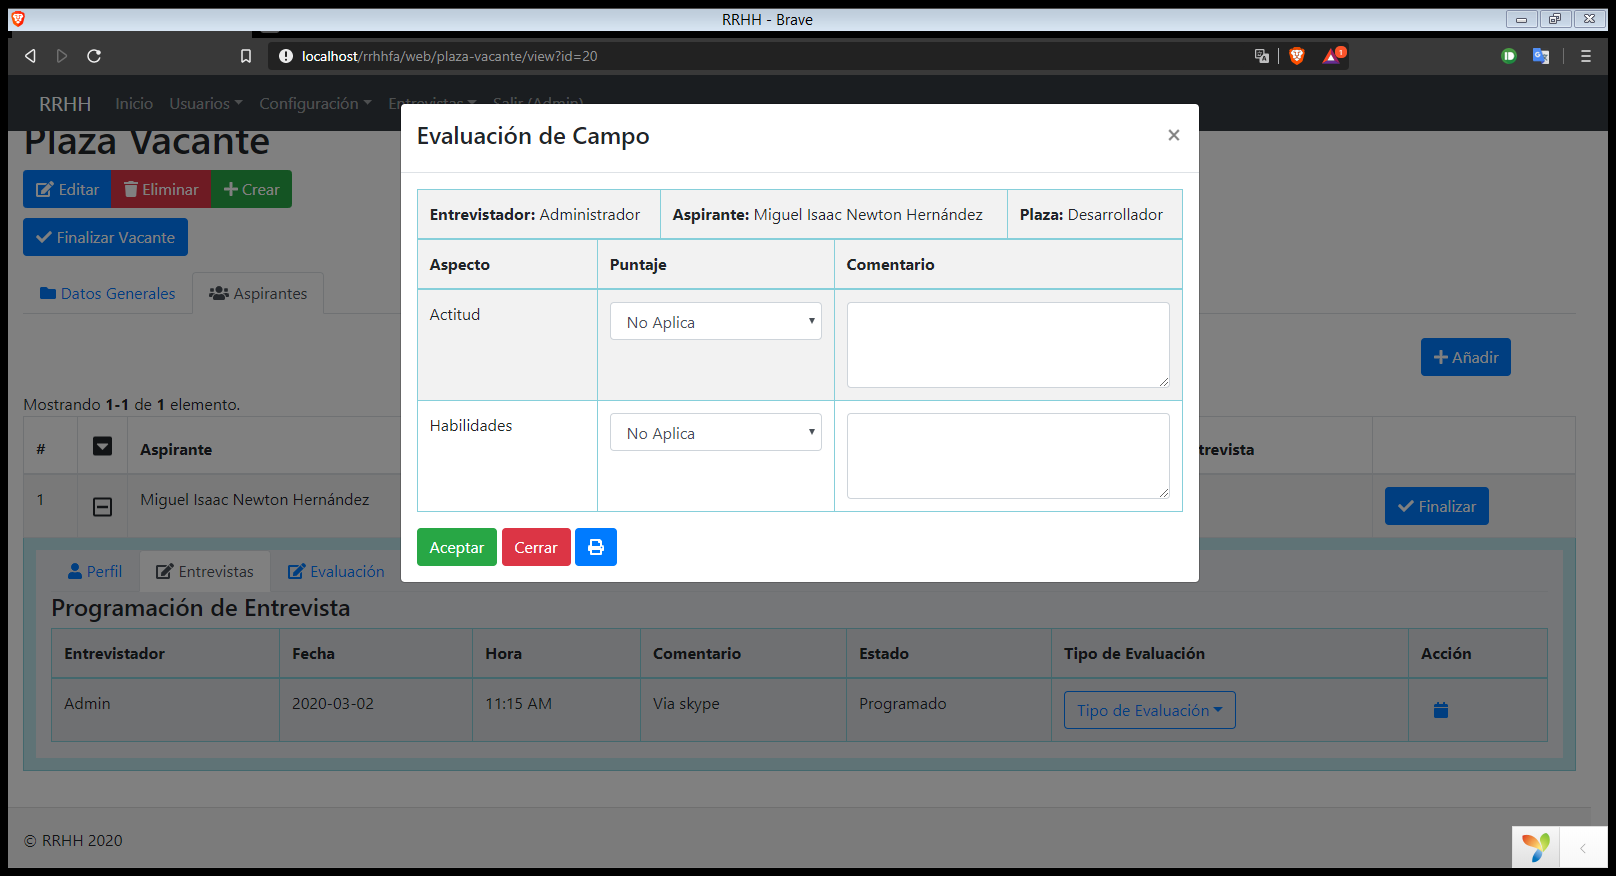 RRHH - Brave
localhost/rrhhfa/web/plaza-vacante/view?id=20
1
RRHH Inicio Usuarios Configuración Entrevistas Salir (Admin)
Plaza Vacante
Editar Eliminar Crear
Finalizar Vacante
Datos Generales Aspirantes
Añadir
Mostrando 1-1 de 1 elemento.
# Aspirante trevista
1 Miguel Isaac Newton Hernández Finalizar
Evaluación de Campo ×
Entrevistador: Administrador Aspirante: Miguel Isaac Newton Hernández Plaza: Desarrollador
Aspecto Puntaje Comentario
Actitud No Aplica
Habilidades No Aplica
Aceptar Cerrar
Perfil Entrevistas Evaluación
Programación de Entrevista
Entrevistador Fecha Hora Comentario Estado Tipo de Evaluación Acción
Admin 2020-03-02 11:15 AM Via skype Programado Tipo de Evaluación
© RRHH 2020